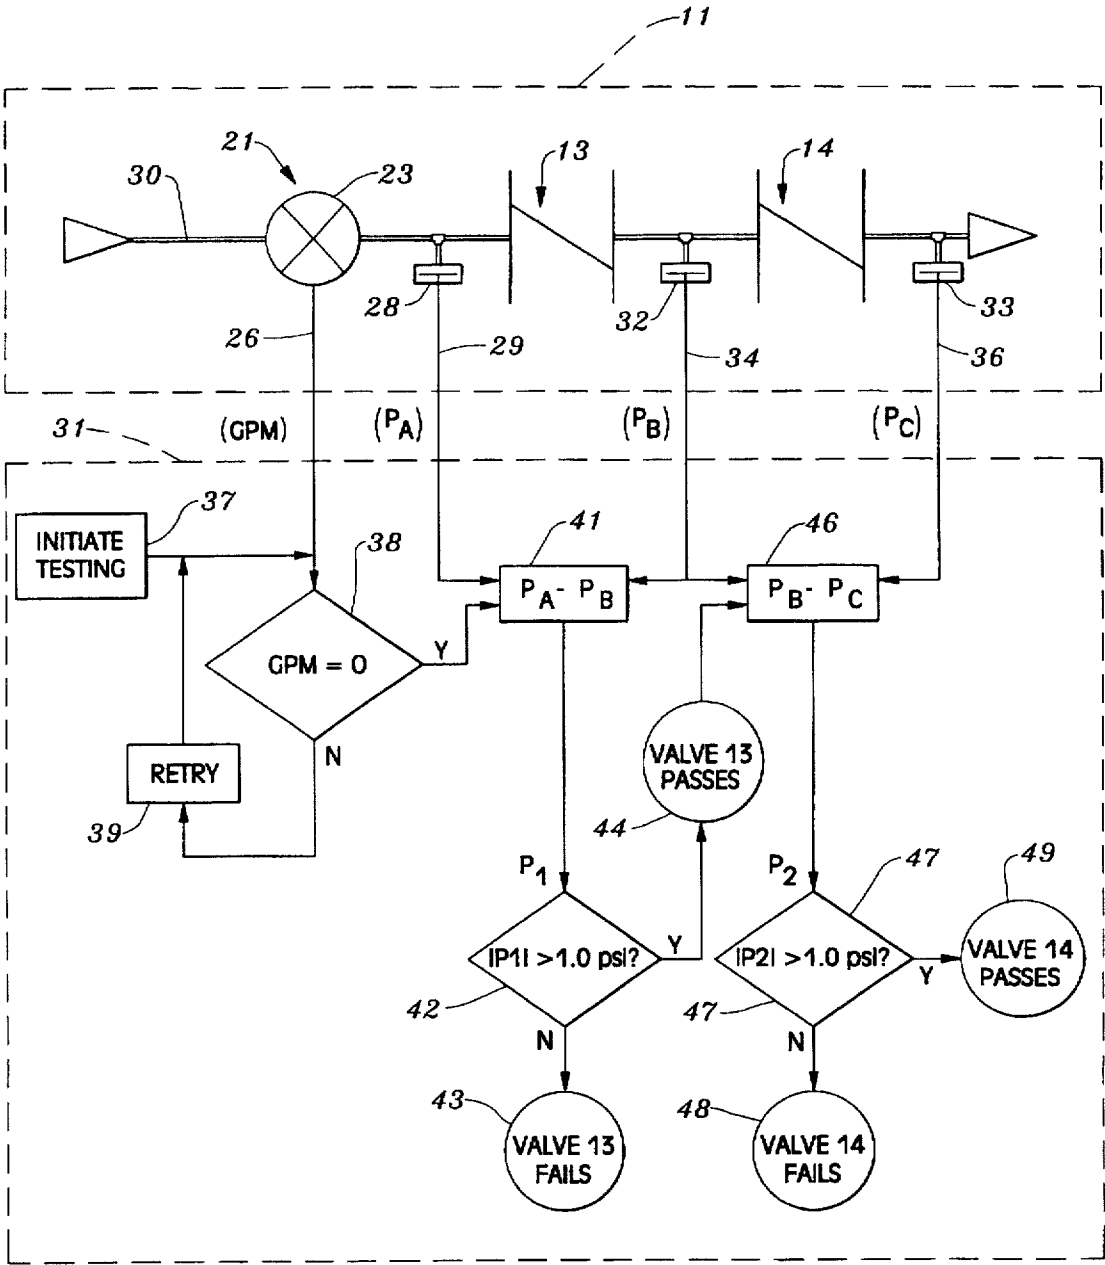 11
21
23
30
13
14
28
32
33
26
29
34
36
(GPM)
(PA)
(PB)
(PC)
31
37
INITIATE
TESTING
38
41
46
PA- PB
PB- PC
GPM = 0
Y
N
RETRY
39
VALVE 13
PASSES
44
P1
P2
47
49
|P1| >1.0 psi?
Y
|P2| >1.0 psi?
Y
VALVE 14
PASSES
42
47
N
N
43
48
VALVE 13
FAILS
VALVE 14
FAILS